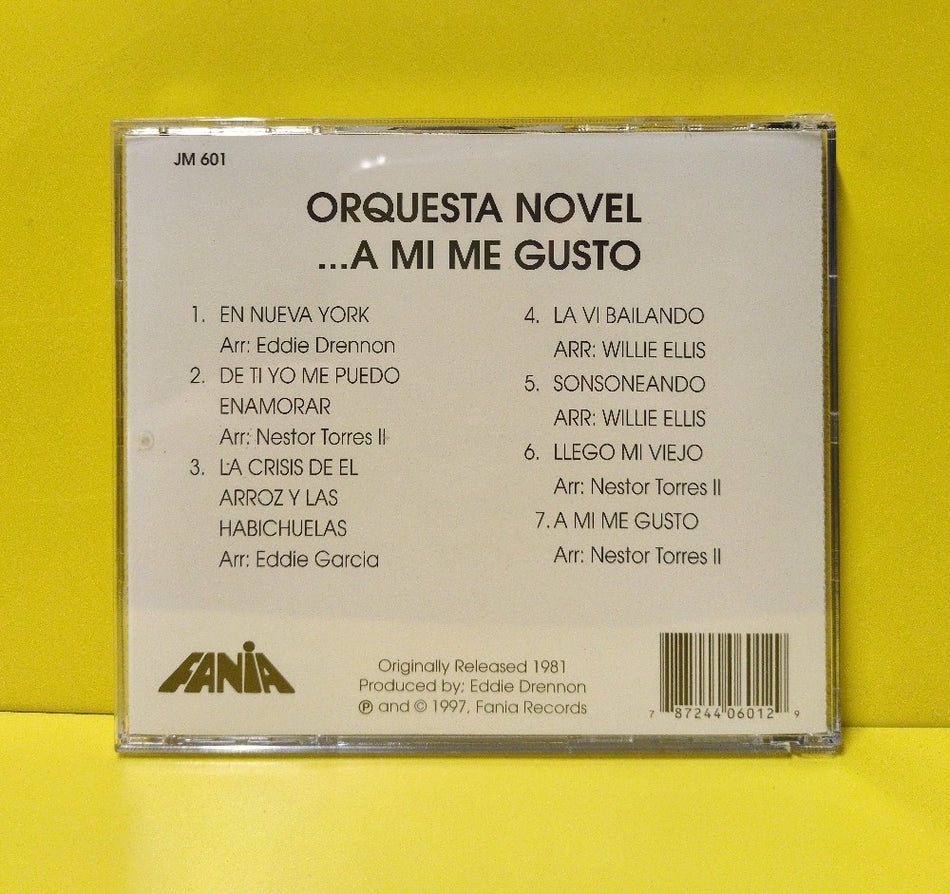 JM 601
ORQUESTA NOVEL
...A MI ME GUSTO
1. EN NUEVA YORK
Arr: Eddie Drennon
2. DE TI YO ME PUEDO
ENAMORAR
Arr: Nestor Torres II
3. LA CRISIS DE EL
ARROZ Y LAS
HABICHUELAS
Arr: Eddie Garcia
4. LA VI BAILANDO
ARR: WILLIE ELLIS
5. SONSONEANDO
ARR: WILLIE ELLIS
6. LLEGO MI VIEJO
Arr: Nestor Torres II
7. A MI ME GUSTO
Arr: Nestor Torres II
FANIA
Originally Released 1981
Produced by; Eddie Drennon
℗ and © 1997, Fania Records
7 87244 06012 9